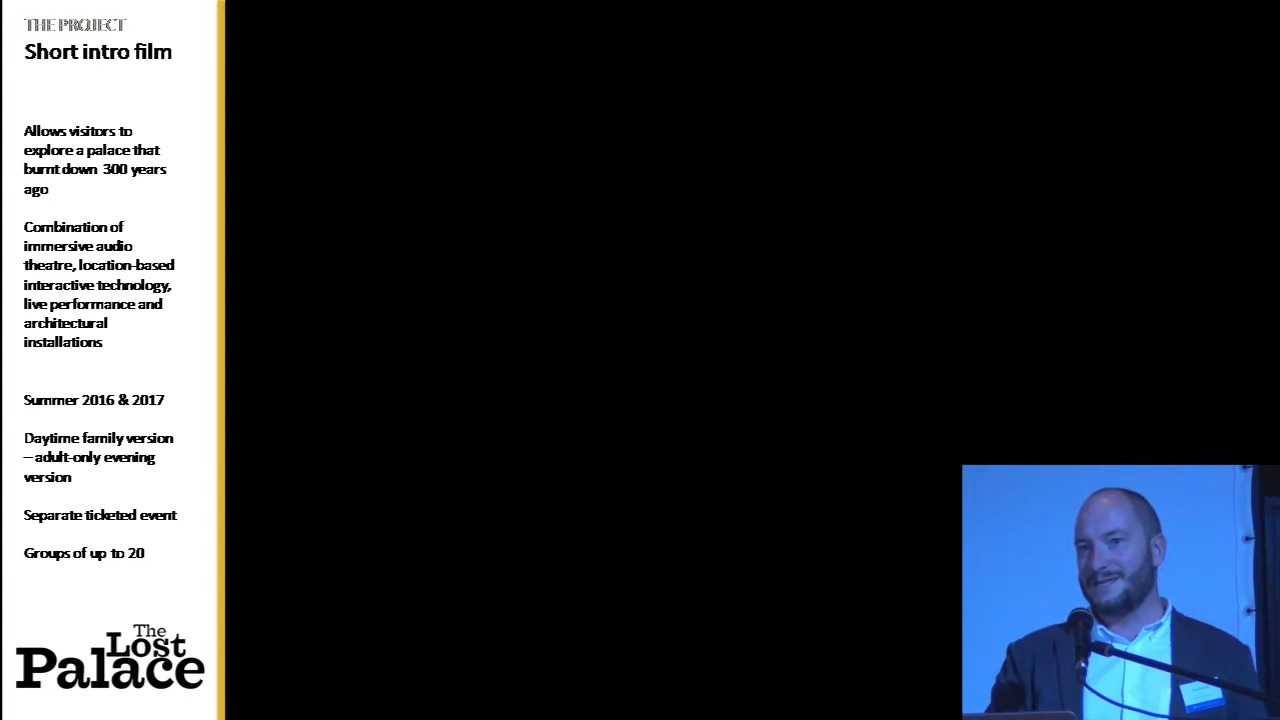 THE PROJECT
Short intro film
Allows visitors to
explore a palace that
burnt down 300 years
ago
Combination of
immersive audio
theatre, location-based
interactive technology,
live performance and
architectural
installations
Summer 2016 & 2017
Daytime family version
– adult-only evening
version
Separate ticketed event
Groups of up to 20
The
Lost
Palace